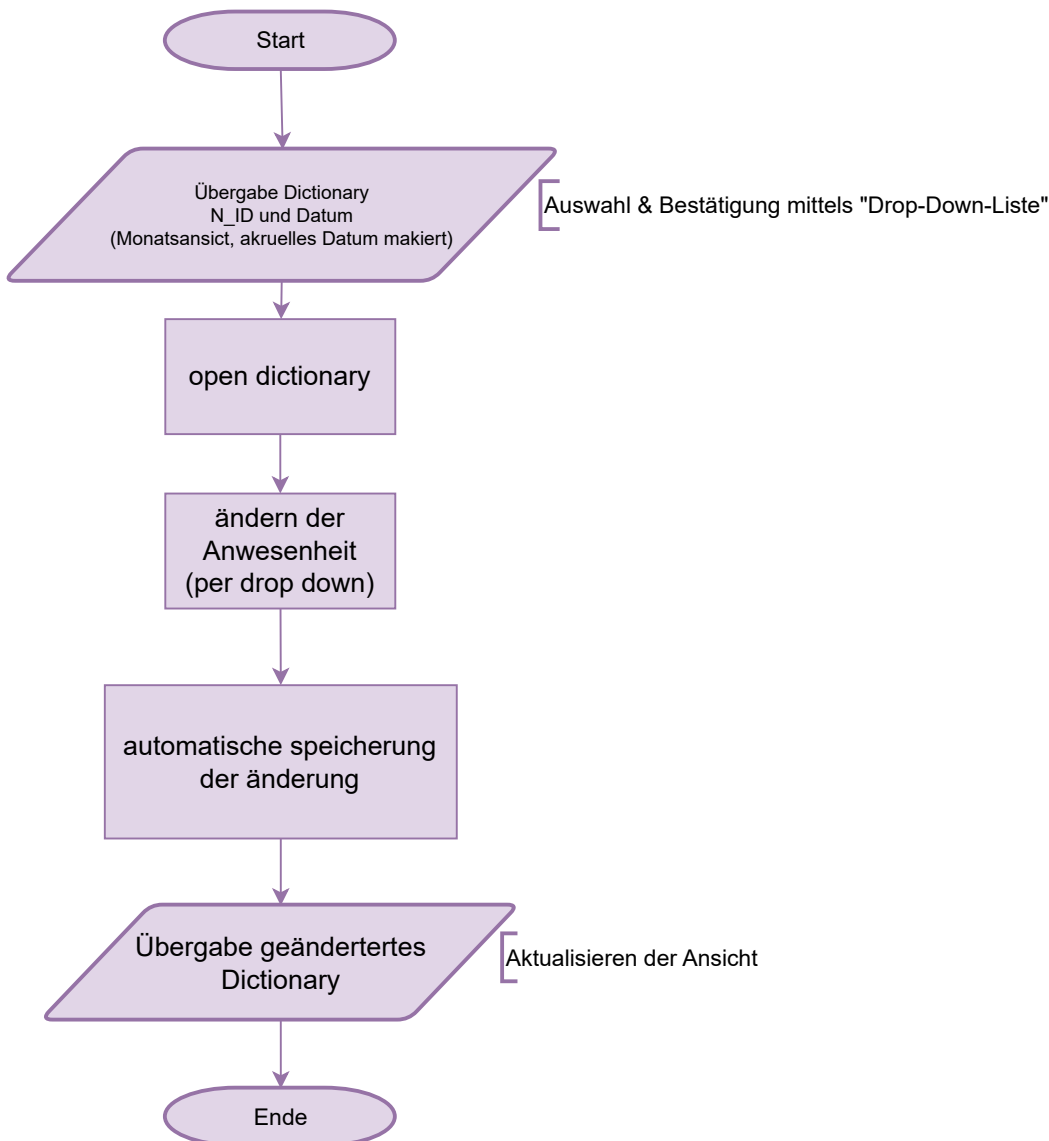 Start
Übergabe Dictionary
N_ID und Datum
(Monatsansict, akruelles Datum makiert)
Auswahl & Bestätigung mittels "Drop-Down-Liste"
open dictionary
ändern der
Anwesenheit
(per drop down)
automatische speicherung
der änderung
Übergabe geändertertes
Dictionary
Aktualisieren der Ansicht
Ende